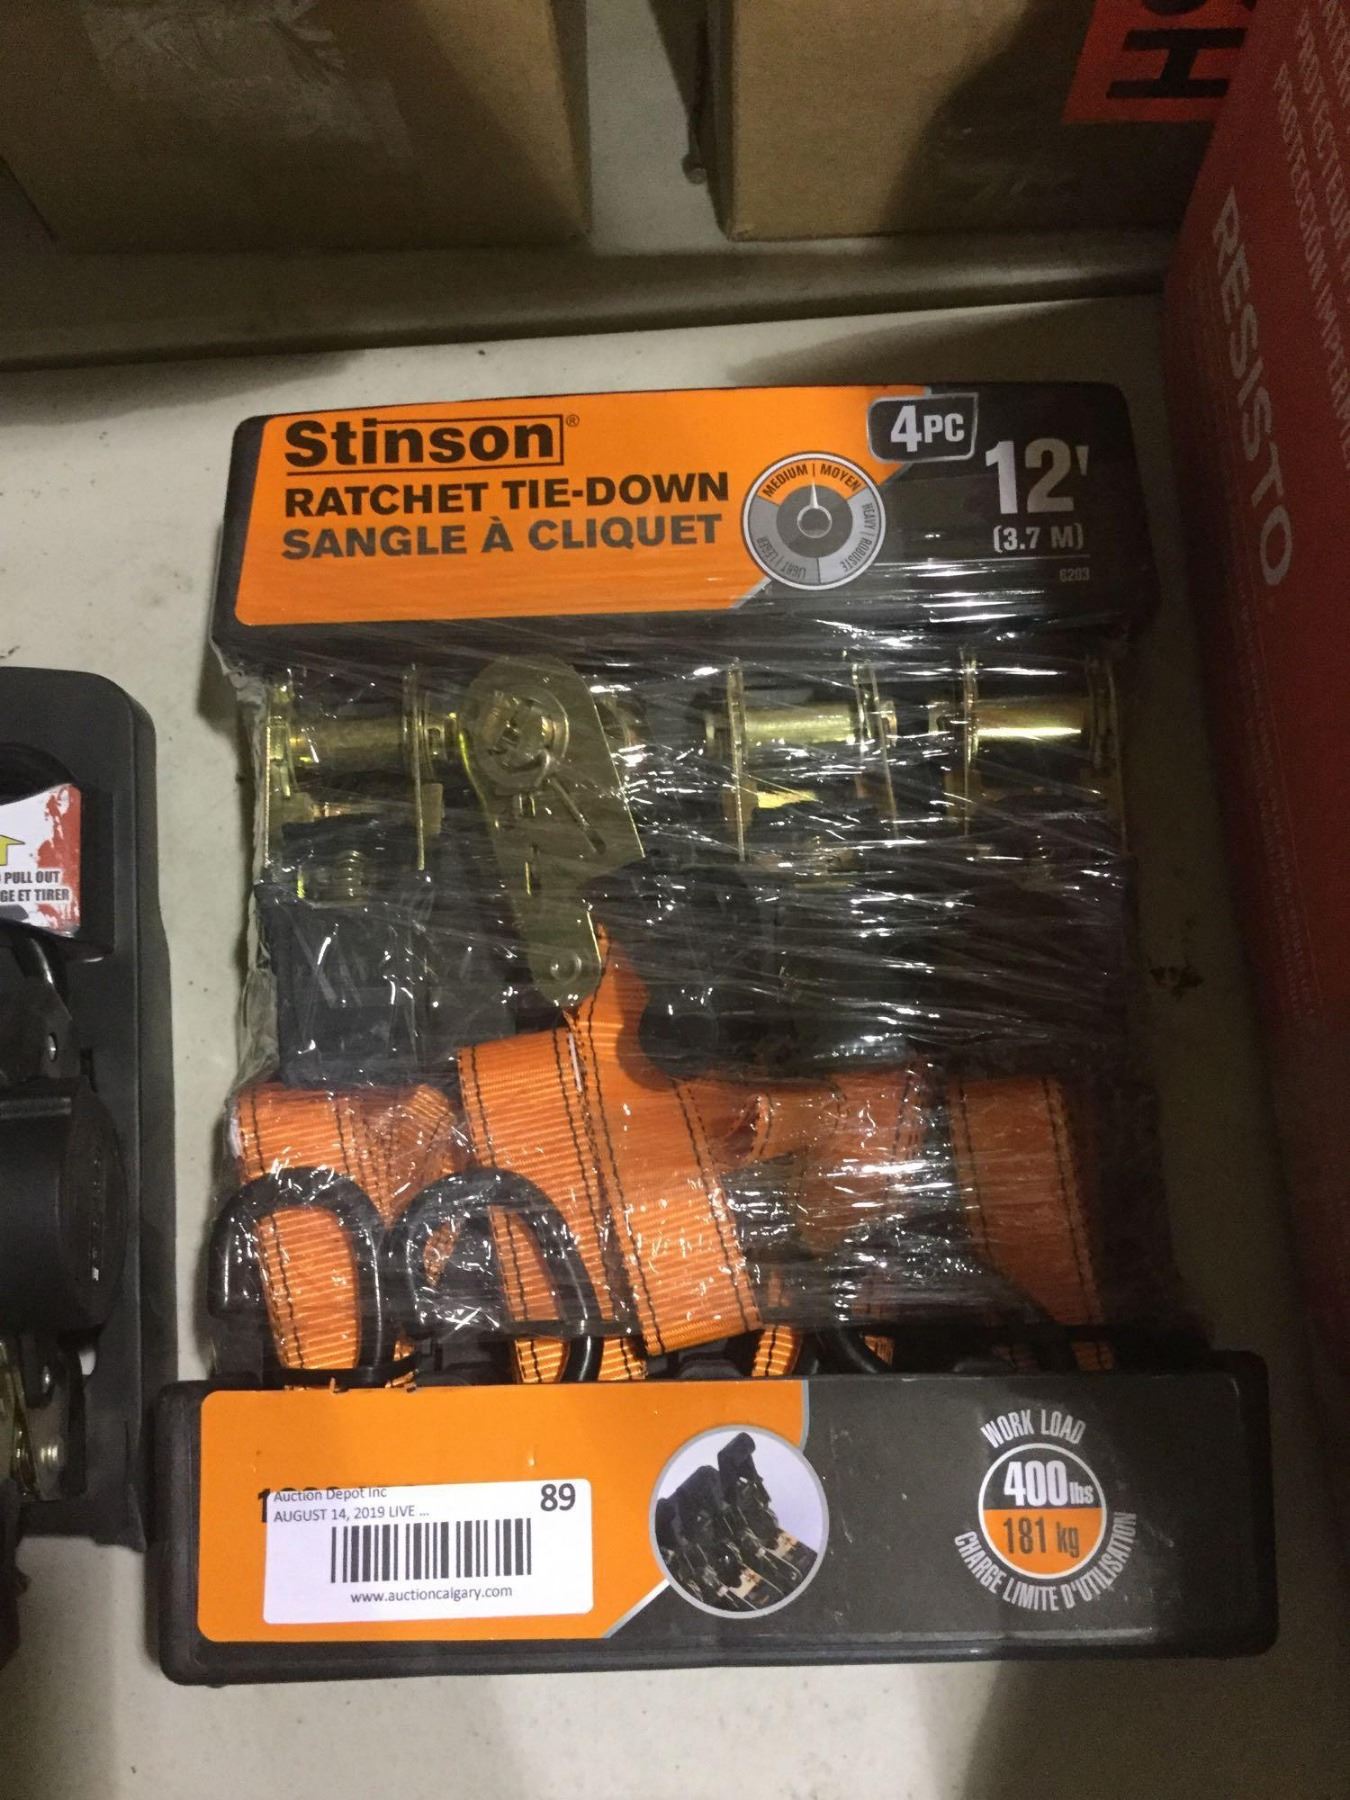 Stinson®
RATCHET TIE-DOWN
SANGLE À CLIQUET
MEDIUM | MOYEN
HEAVY | ROBUSTE
LIGHT | LÉGER
4PC
12'
(3.7 M)
6203
PULL OUT
GE ET TIRER
RESISTO
Auction Depot Inc
89
AUGUST 14, 2019 LIVE ...
www.auctioncalgary.com
WORK LOAD
400lbs
181 kg
CHARGE LIMITE D'UTILISATION